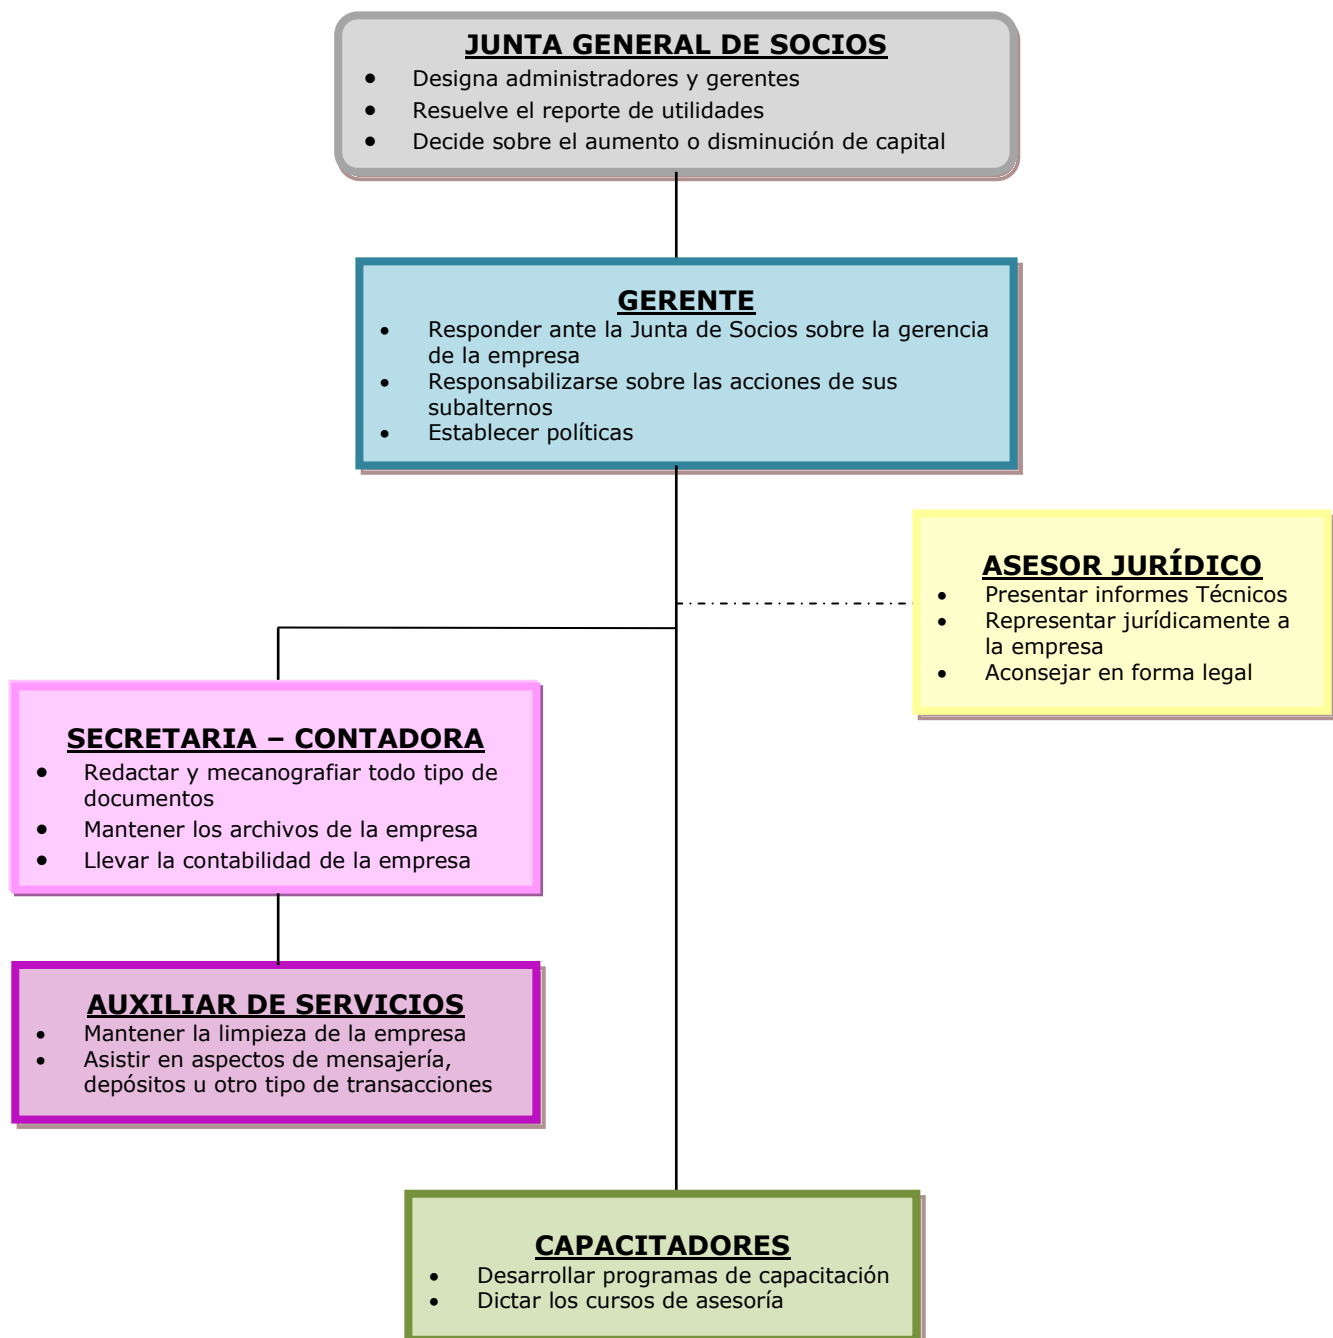 JUNTA GENERAL DE SOCIOS
• Designa administradores y gerentes
• Resuelve el reporte de utilidades
• Decide sobre el aumento o disminución de capital
GERENTE
• Responder ante la Junta de Socios sobre la gerencia
de la empresa
• Responsabilizarse sobre las acciones de sus
subalternos
• Establecer políticas
ASESOR JURÍDICO
• Presentar informes Técnicos
• Representar jurídicamente a
la empresa
• Aconsejar en forma legal
SECRETARIA – CONTADORA
• Redactar y mecanografiar todo tipo de
documentos
• Mantener los archivos de la empresa
• Llevar la contabilidad de la empresa
AUXILIAR DE SERVICIOS
• Mantener la limpieza de la empresa
• Asistir en aspectos de mensajería,
depósitos u otro tipo de transacciones
CAPACITADORES
• Desarrollar programas de capacitación
• Dictar los cursos de asesoría